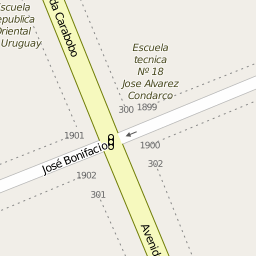 Escuela
Republica
Oriental
Uruguay
da Carabobo
Escuela
tecnica
Nº 18
Jose Alvarez
Condarco
300
1899
1901
1900
302
José Bonifacio
1902
301
Avenid